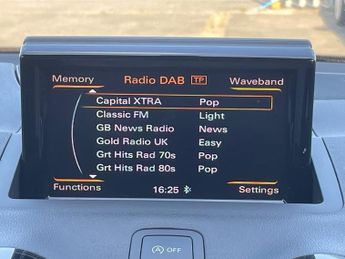 Memory Radio DAB TP Waveband
Capital XTRA Pop
Classic FM Light
GB News Radio News
Gold Radio UK Easy
Grt Hits Rad 70s Pop
Grt Hits Rad 80s Pop
Functions 16:25 Settings
A OFF